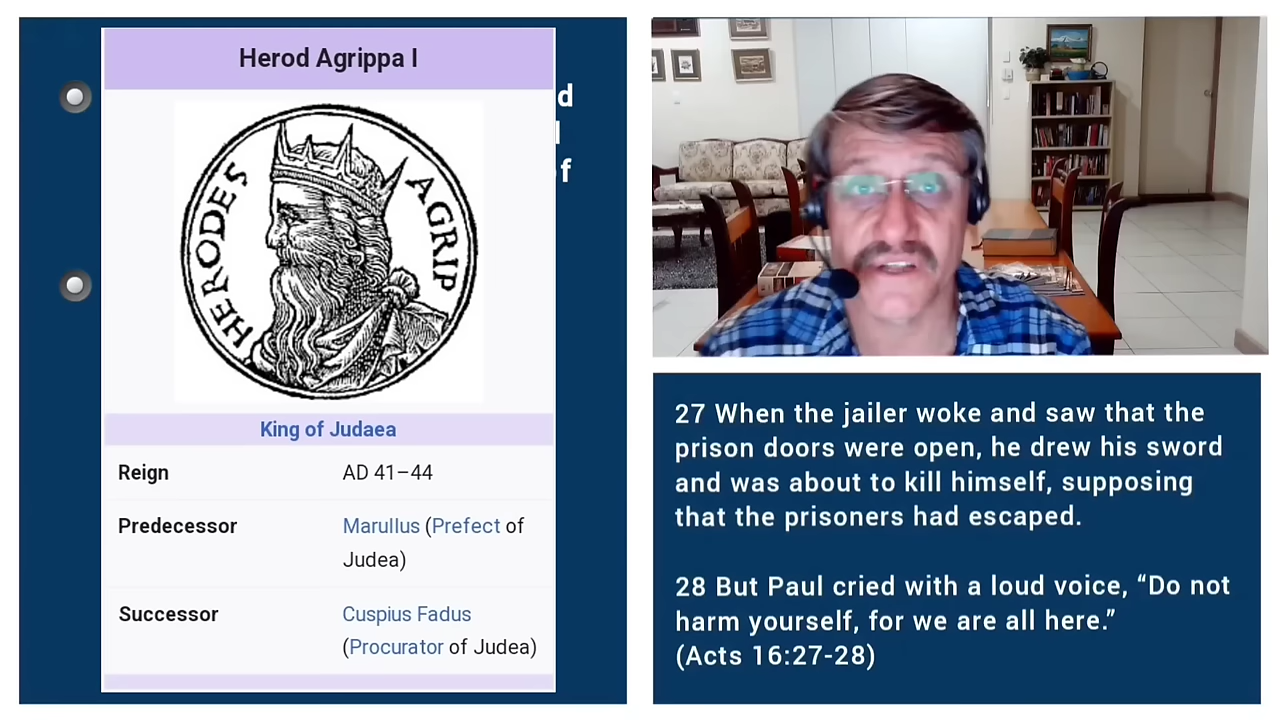 Herod Agrippa I
HERODES AGRIP
King of Judaea
Reign AD 41–44
Predecessor Marullus (Prefect of
Judea)
Successor Cuspius Fadus
(Procurator of Judea)
d
f
27 When the jailer woke and saw that the
prison doors were open, he drew his sword
and was about to kill himself, supposing
that the prisoners had escaped.
28 But Paul cried with a loud voice, “Do not
harm yourself, for we are all here.”
(Acts 16:27-28)